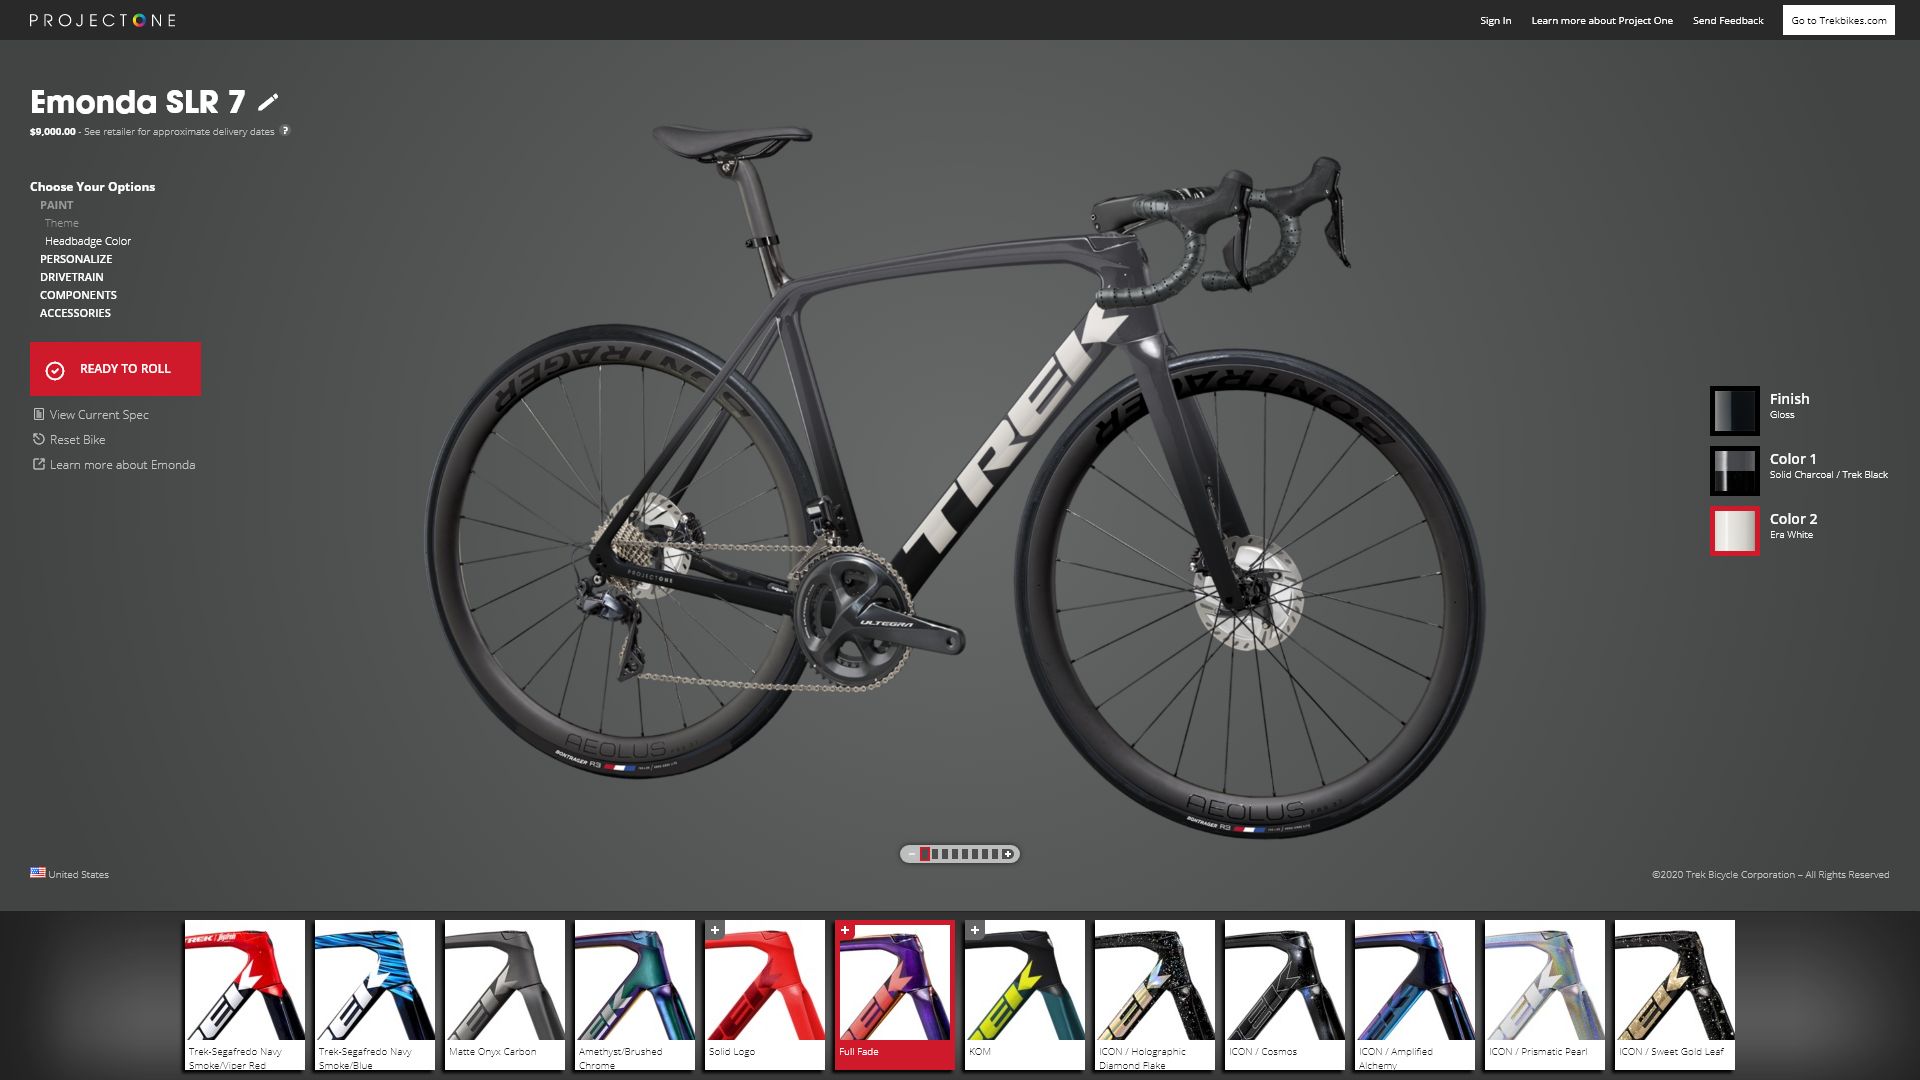 PROJECTONE
Sign In
Learn more about Project One
Send Feedback
Go to Trekbikes.com
Emonda SLR 7
$9,000.00 - See retailer for approximate delivery dates ?
Choose Your Options
PAINT
Theme
Headbadge Color
PERSONALIZE
DRIVETRAIN
COMPONENTS
ACCESSORIES
READY TO ROLL
View Current Spec
Reset Bike
Learn more about Emonda
BONTRAGER
TREK
BONTRAGER
PROJECTONE
ULTEGRA
AEOLUS
BONTRAGER R3
AEOLUS
BONTRAGER R3
Finish
Gloss
Color 1
Solid Charcoal / Trek Black
Color 2
Era White
United States
©2020 Trek Bicycle Corporation – All Rights Reserved
Trek-Segafredo Navy
Smoke/Viper Red
Trek-Segafredo Navy
Smoke/Blue
Matte Onyx Carbon
Amethyst/Brushed
Chrome
Solid Logo
Full Fade
KOM
ICON / Holographic
Diamond Flake
ICON / Cosmos
ICON / Amplified
Alchemy
ICON / Prismatic Pearl
ICON / Sweet Gold Leaf